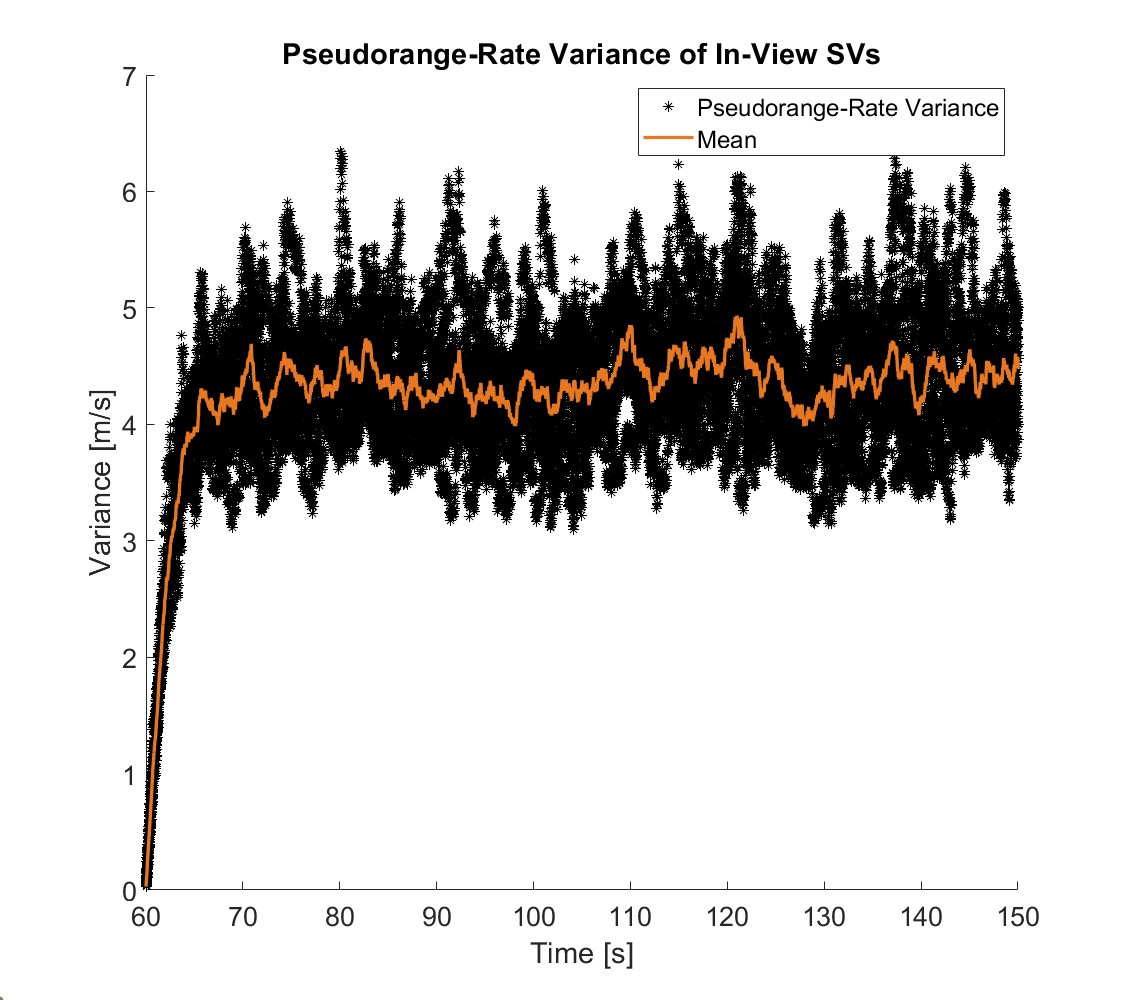 Pseudorange-Rate Variance of In-View SVs
Pseudorange-Rate Variance
Mean
7
6
5
4
3
2
1
0
Variance [m/s]
60 70 80 90 100 110 120 130 140 150
Time [s]